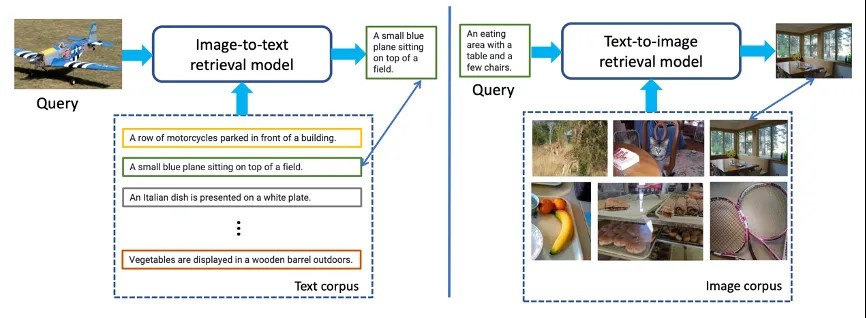 Query
Image-to-text
retrieval model
A small blue
plane sitting
on top of a
field.
A row of motorcycles parked in front of a building.
A small blue plane sitting on top of a field.
An Italian dish is presented on a white plate.
Vegetables are displayed in a wooden barrel outdoors.
Text corpus
An eating
area with a
table and a
few chairs.
Query
Text-to-image
retrieval model
Image corpus